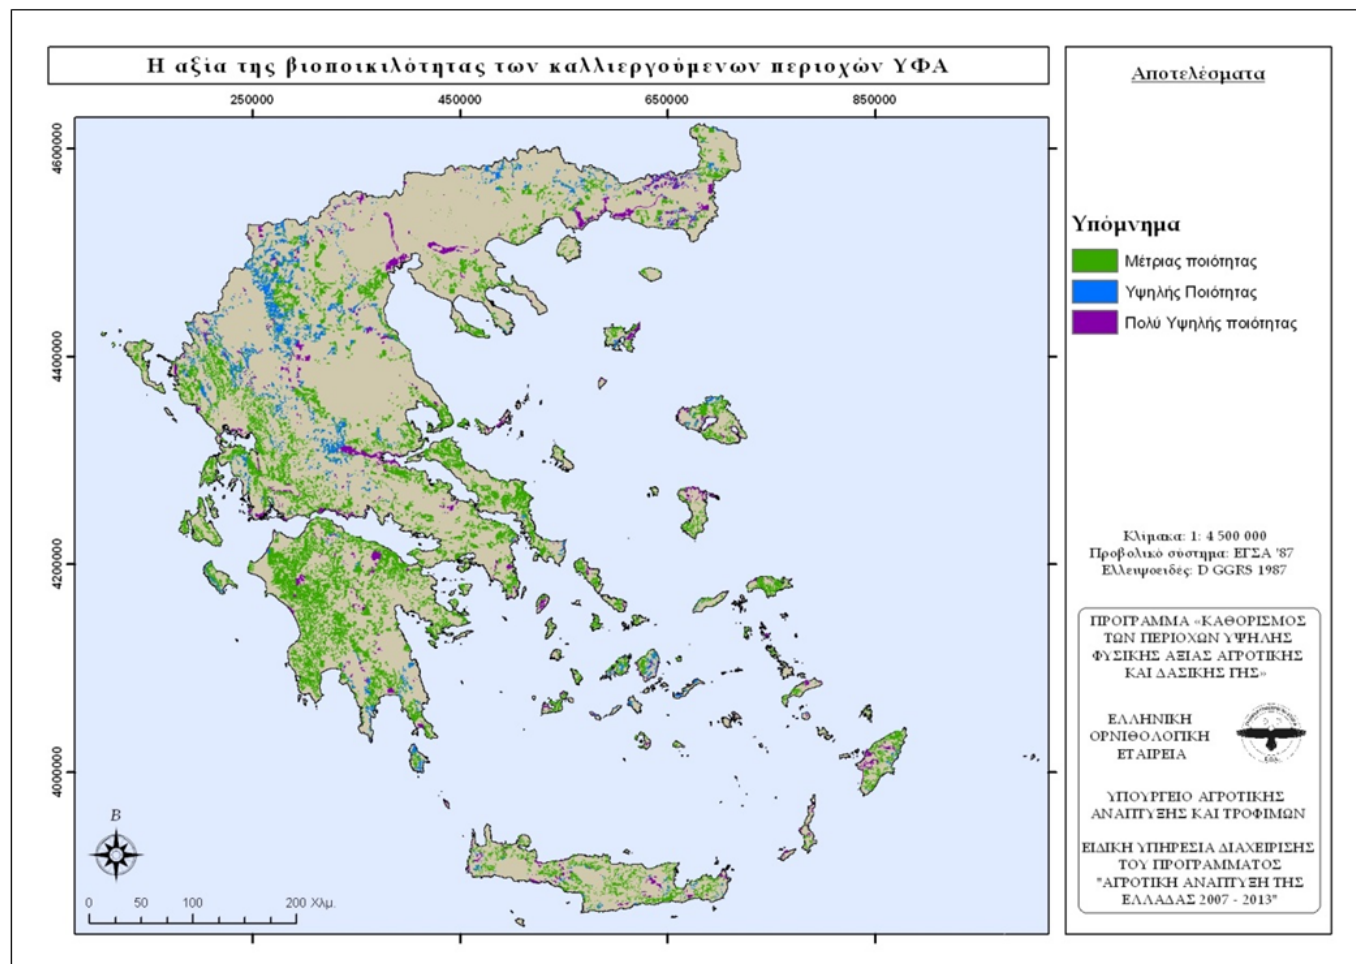 Η αξία της βιοποικιλότητας των καλλιεργούμενων περιοχών ΥΦΑ
250000 450000 650000 850000
4600000
4400000
4200000
4000000
Β
0 50 100 200 Χλμ.
Αποτελέσματα
Υπόμνημα
Μέτριας ποιότητας
Υψηλής Ποιότητας
Πολύ Υψηλής ποιότητας
Κλίμακα: 1: 4 500 000
Προβολικό σύστημα: ΕΓΣΑ '87
Ελλειψοειδές: D GGRS 1987
ΠΡΟΓΡΑΜΜΑ «ΚΑΘΟΡΙΣΜΟΣ
ΤΩΝ ΠΕΡΙΟΧΩΝ ΥΨΗΛΗΣ
ΦΥΣΙΚΗΣ ΑΞΙΑΣ ΑΓΡΟΤΙΚΗΣ
ΚΑΙ ΔΑΣΙΚΗΣ ΓΗΣ»
ΕΛΛΗΝΙΚΗ
ΟΡΝΙΘΟΛΟΓΙΚΗ
ΕΤΑΙΡΕΙΑ
ΥΠΟΥΡΓΕΙΟ ΑΓΡΟΤΙΚΗΣ
ΑΝΑΠΤΥΞΗΣ ΚΑΙ ΤΡΟΦΙΜΩΝ
ΕΙΔΙΚΗ ΥΠΗΡΕΣΙΑ ΔΙΑΧΕΙΡΙΣΗΣ
ΤΟΥ ΠΡΟΓΡΑΜΜΑΤΟΣ
"ΑΓΡΟΤΙΚΗ ΑΝΑΠΤΥΞΗ ΤΗΣ
ΕΛΛΑΔΑΣ 2007 - 2013"